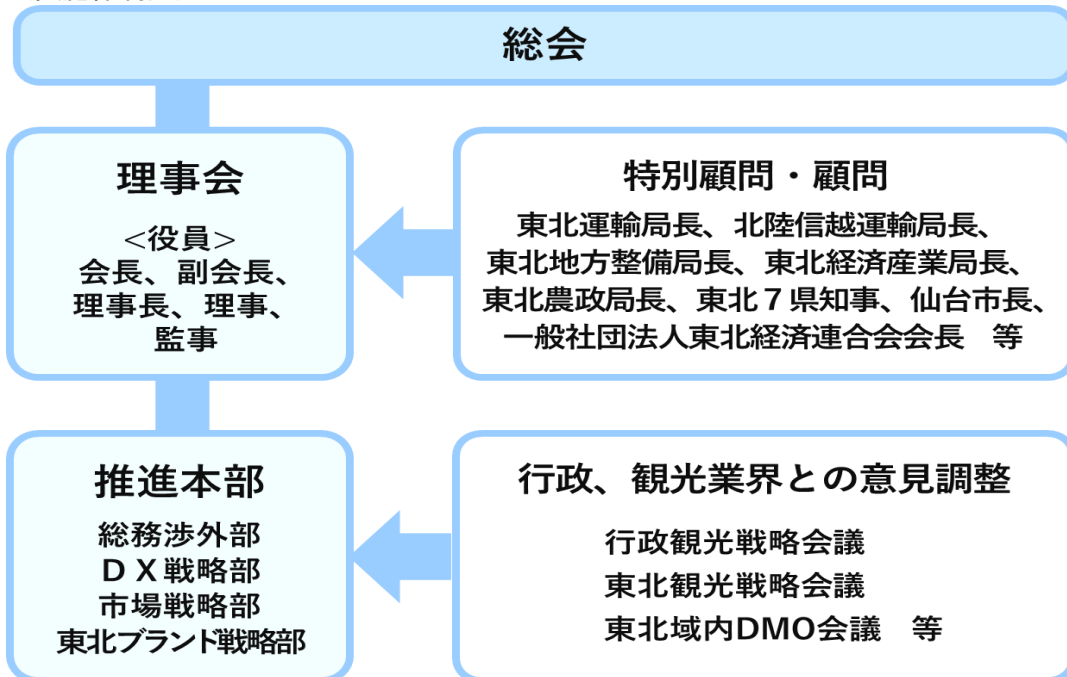 総会
理事会
<役員>
会長、副会長、
理事長、理事、
監事
特別顧問・顧問
東北運輸局長、北陸信越運輸局長、
東北地方整備局長、東北経済産業局長、
東北農政局長、東北７県知事、仙台市長、
一般社団法人東北経済連合会会長　等
推進本部
総務渉外部
ＤＸ戦略部
市場戦略部
東北ブランド戦略部
行政、観光業界との意見調整
行政観光戦略会議
東北観光戦略会議
東北域内DMO会議　等